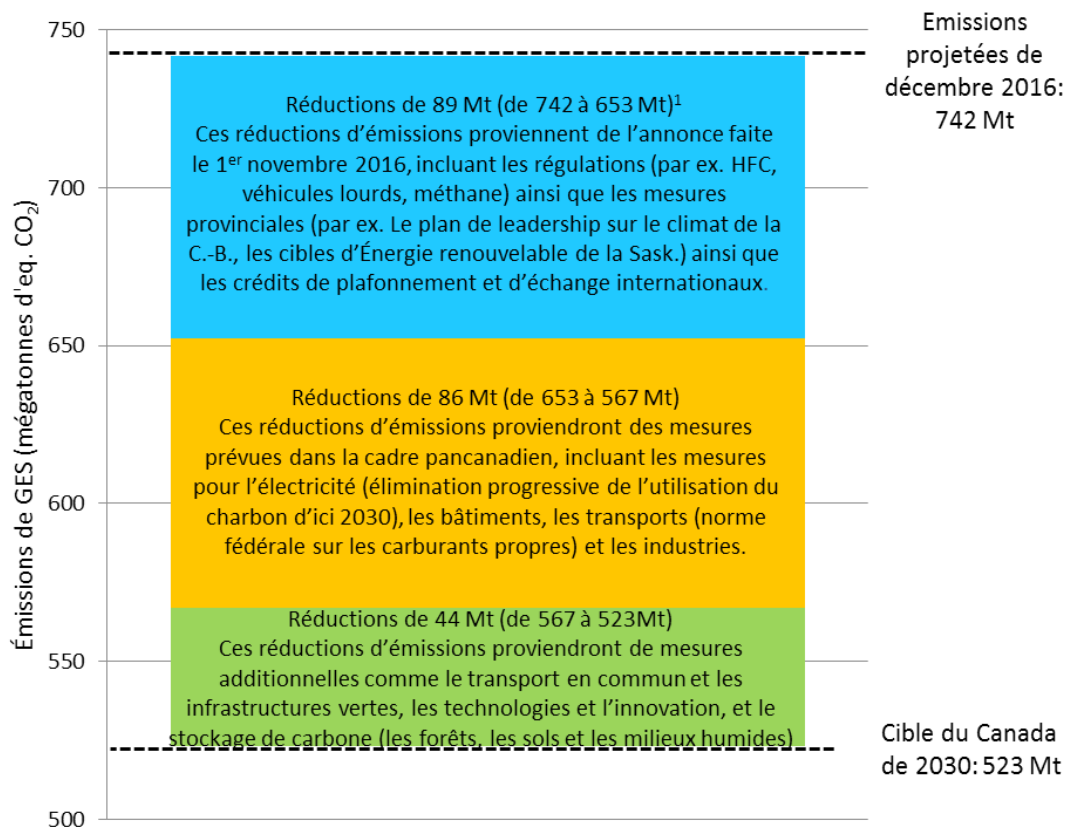 750
700
650
600
550
500
Émissions de GES (mégatonnes d'eq. CO₂)
Emissions
projetées de
décembre 2016:
742 Mt
Réductions de 89 Mt (de 742 à 653 Mt)¹
Ces réductions d’émissions proviennent de l’annonce faite
le 1er novembre 2016, incluant les régulations (par ex. HFC,
véhicules lourds, méthane) ainsi que les mesures
provinciales (par ex. Le plan de leadership sur le climat de la
C.-B., les cibles d’Énergie renouvelable de la Sask.) ainsi que
les crédits de plafonnement et d’échange internationaux.
Réductions de 86 Mt (de 653 à 567 Mt)
Ces réductions d’émissions proviendront des mesures
prévues dans la cadre pancanadien, incluant les mesures
pour l’électricité (élimination progressive de l’utilisation du
charbon d’ici 2030), les bâtiments, les transports (norme
fédérale sur les carburants propres) et les industries.
Réductions de 44 Mt (de 567 à 523Mt)
Ces réductions d’émissions proviendront de mesures
additionnelles comme le transport en commun et les
infrastructures vertes, les technologies et l’innovation, et le
stockage de carbone (les forêts, les sols et les milieux humides)
Cible du Canada
de 2030: 523 Mt